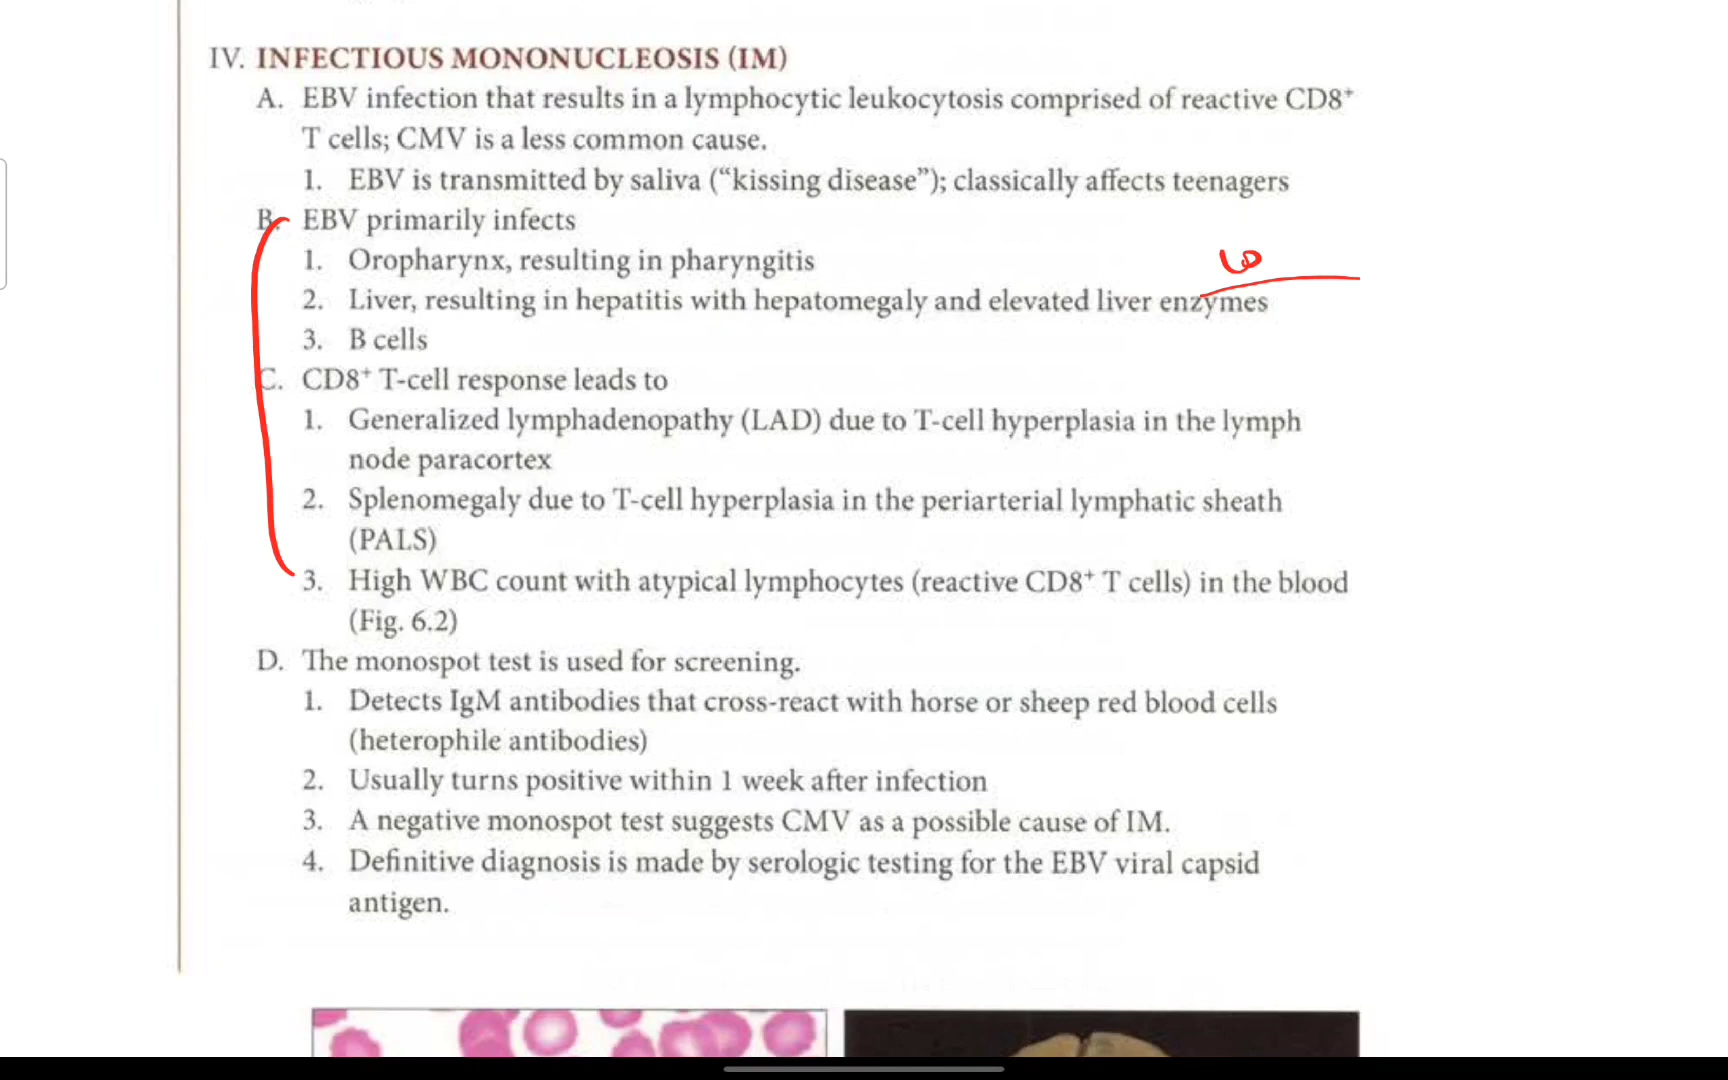 IV. INFECTIOUS MONONUCLEOSIS (IM)
A. EBV infection that results in a lymphocytic leukocytosis comprised of reactive CD8⁺
T cells; CMV is a less common cause.
1. EBV is transmitted by saliva (“kissing disease”); classically affects teenagers
B. EBV primarily infects
1. Oropharynx, resulting in pharyngitis
2. Liver, resulting in hepatitis with hepatomegaly and elevated liver enzymes
3. B cells
C. CD8⁺ T-cell response leads to
1. Generalized lymphadenopathy (LAD) due to T-cell hyperplasia in the lymph
node paracortex
2. Splenomegaly due to T-cell hyperplasia in the periarterial lymphatic sheath
(PALS)
3. High WBC count with atypical lymphocytes (reactive CD8⁺ T cells) in the blood
(Fig. 6.2)
D. The monospot test is used for screening.
1. Detects IgM antibodies that cross-react with horse or sheep red blood cells
(heterophile antibodies)
2. Usually turns positive within 1 week after infection
3. A negative monospot test suggests CMV as a possible cause of IM.
4. Definitive diagnosis is made by serologic testing for the EBV viral capsid
antigen.